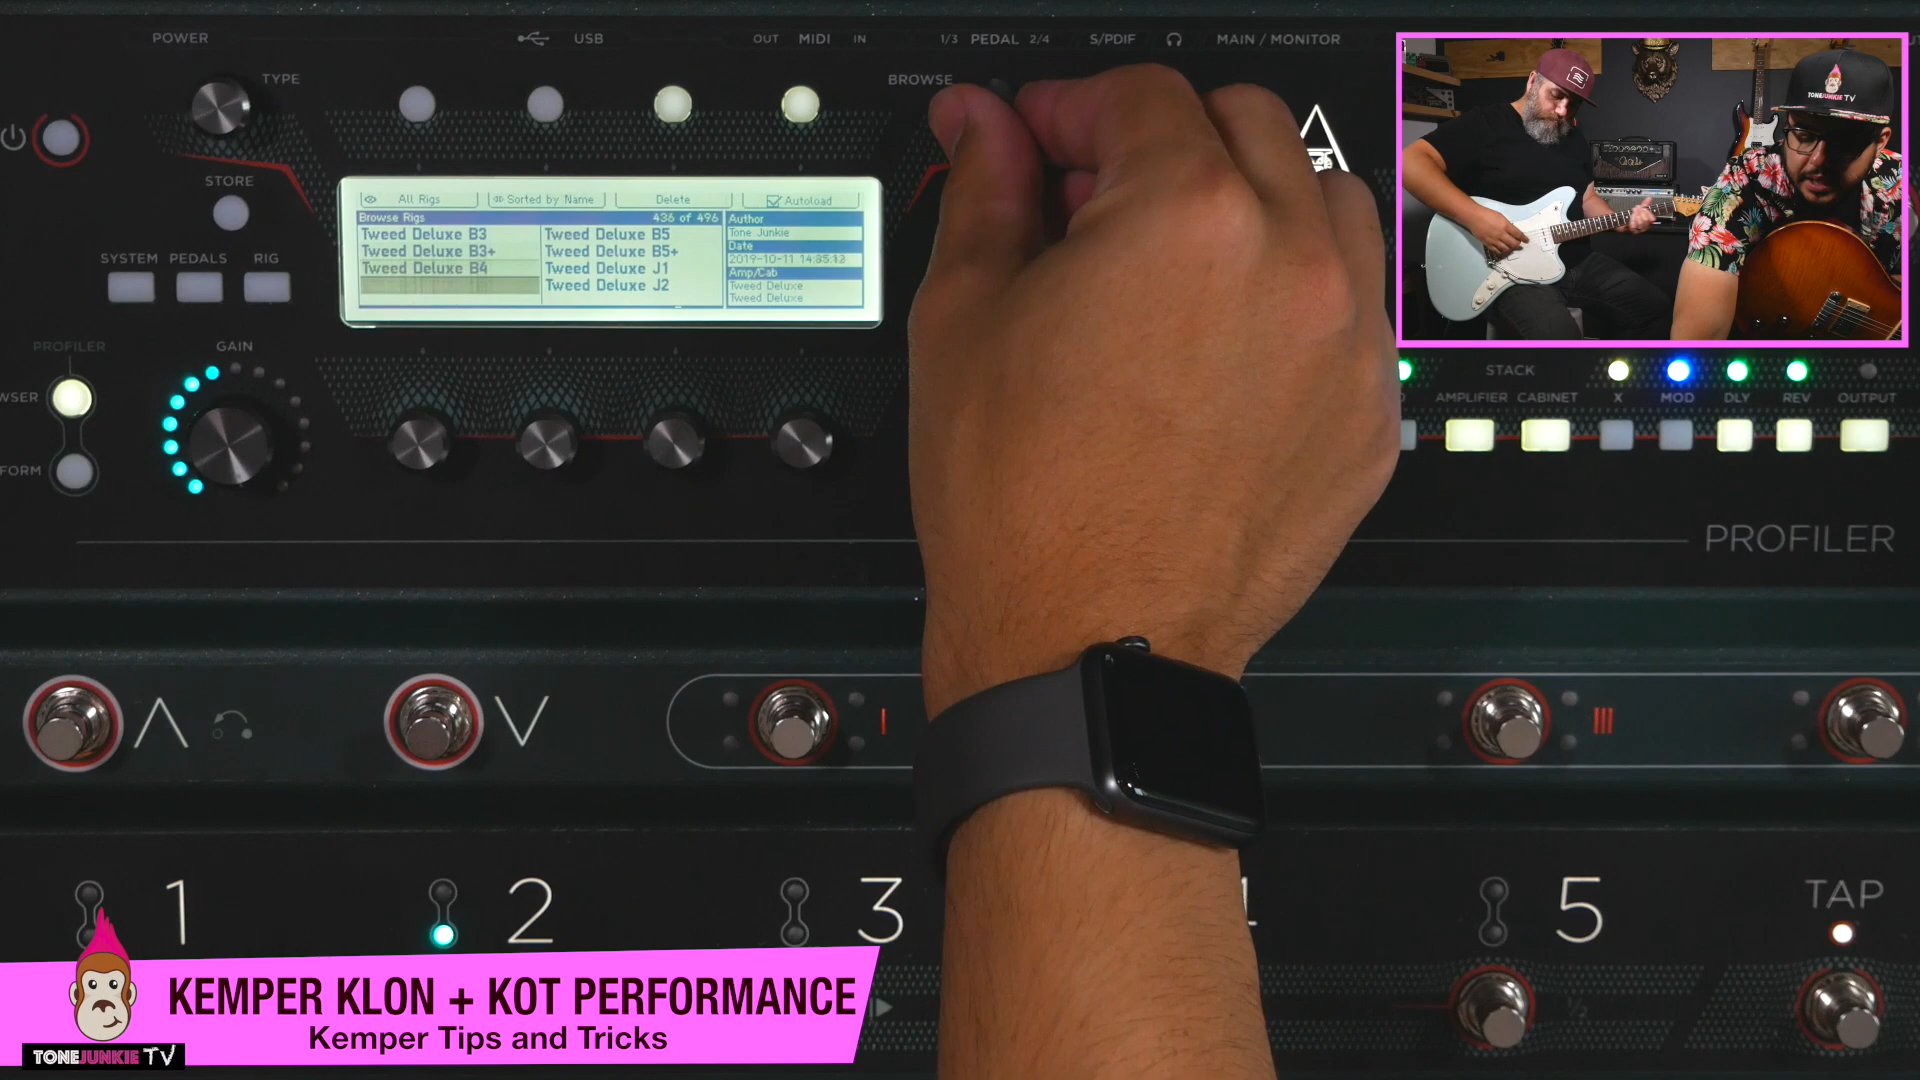 POWER
USB
OUT MIDI IN
1/3 PEDAL 2/4
S/PDIF
MAIN / MONITOR
TYPE
BROWSE
STORE
SYSTEM PEDALS RIG
All Rigs
Sorted by Name
Delete
Autoload
Browse Rigs 436 of 496
Tweed Deluxe B3
Tweed Deluxe B3+
Tweed Deluxe B4
Tweed Deluxe B5
Tweed Deluxe B5+
Tweed Deluxe J1
Tweed Deluxe J2
Author
Tone Junkie
Date
2019-10-11 14:35:12
Amp/Cab
Tweed Deluxe
Tweed Deluxe
TONEJUNKIE TV
PROFILER
GAIN
WSER
FORM
STACK
AMPLIFIER CABINET X MOD DLY REV OUTPUT
PROFILER
I
III
1
2
3
5
TAP
KEMPER KLON + KOT PERFORMANCE
Kemper Tips and Tricks
TONEJUNKIE TV